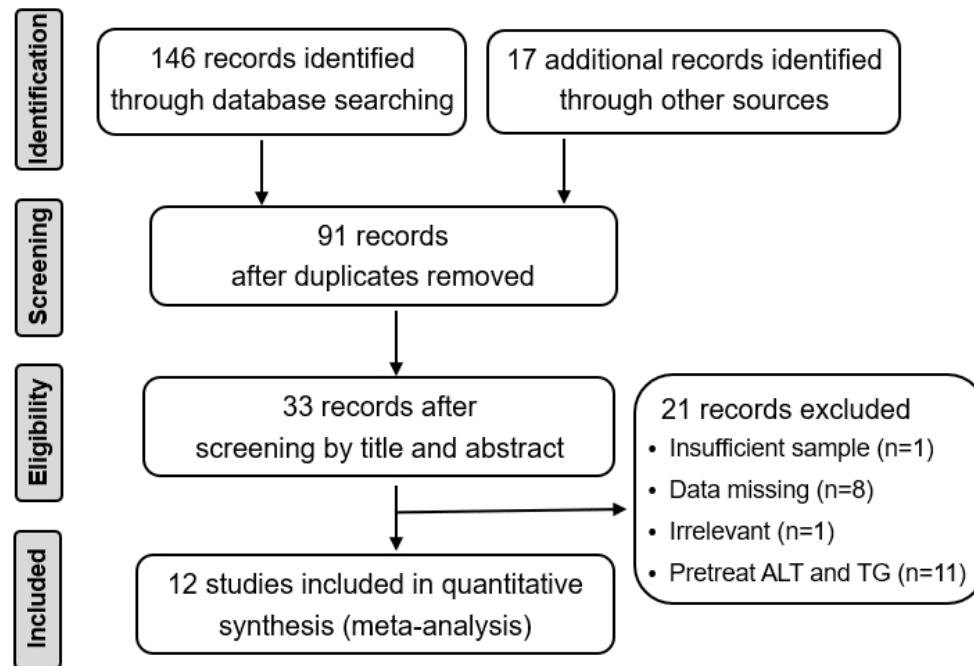 Identification
146 records identified
through database searching
17 additional records identified
through other sources
Screening
91 records
after duplicates removed
Eligibility
33 records after
screening by title and abstract
21 records excluded
• Insufficient sample (n=1)
• Data missing (n=8)
• Irrelevant (n=1)
• Pretreat ALT and TG (n=11)
Included
12 studies included in quantitative
synthesis (meta-analysis)